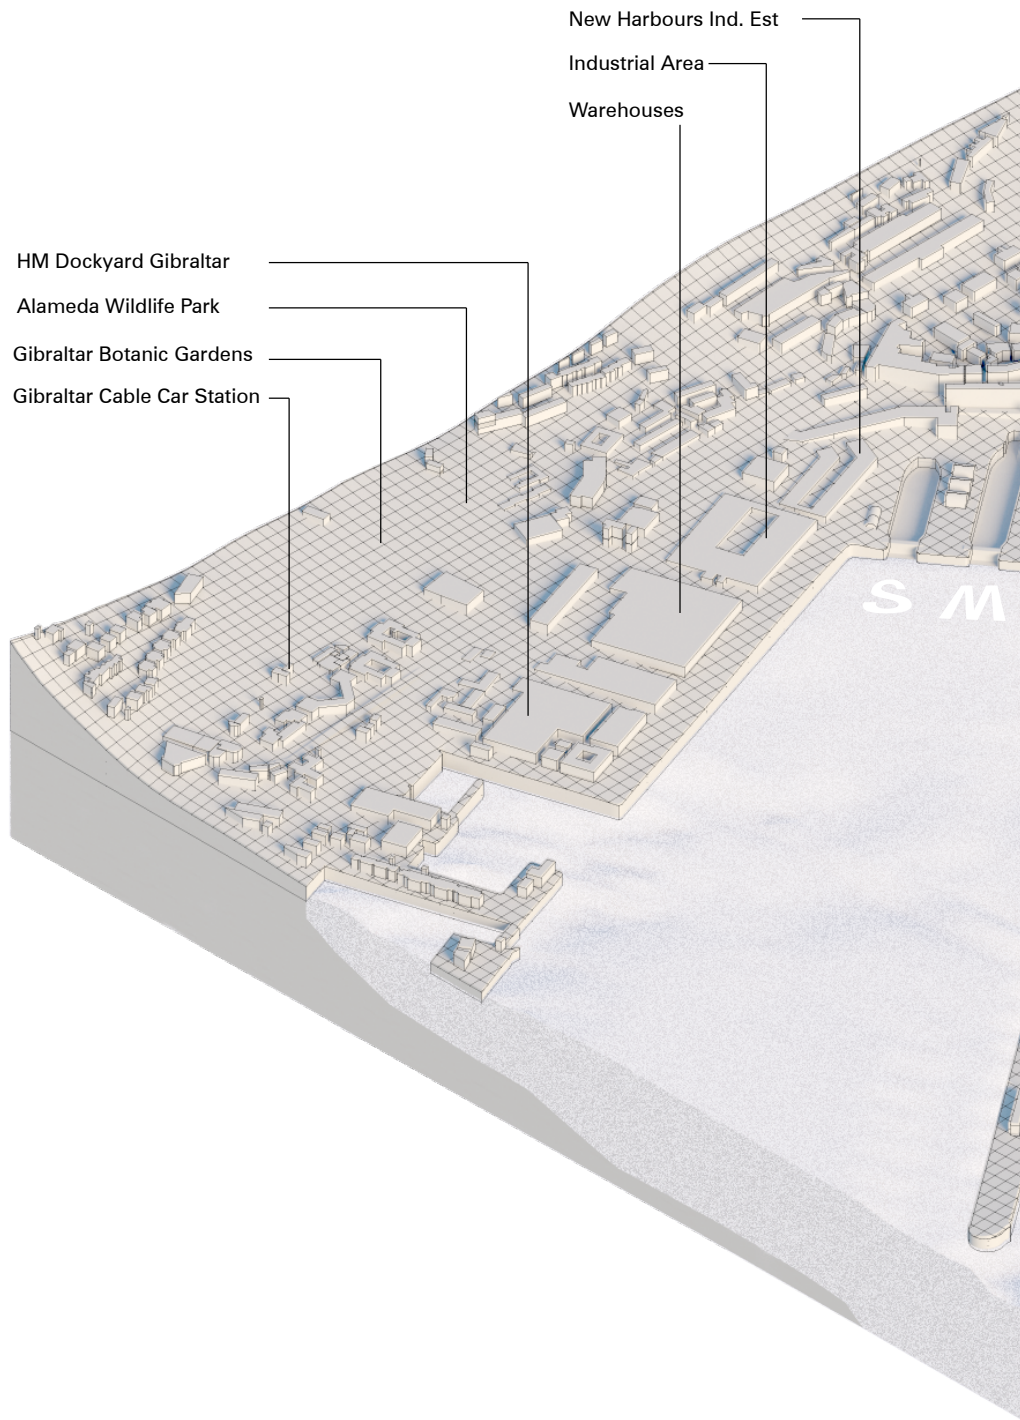 New Harbours Ind. Est
Industrial Area
Warehouses
HM Dockyard Gibraltar
Alameda Wildlife Park
Gibraltar Botanic Gardens
Gibraltar Cable Car Station
S W